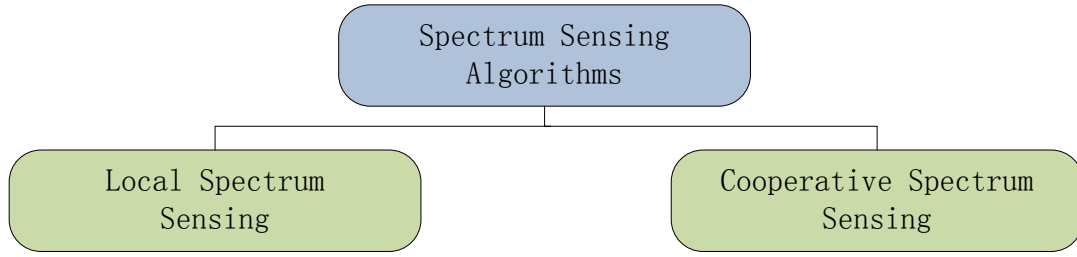 Spectrum Sensing
Algorithms
Local Spectrum
Sensing
Cooperative Spectrum
Sensing